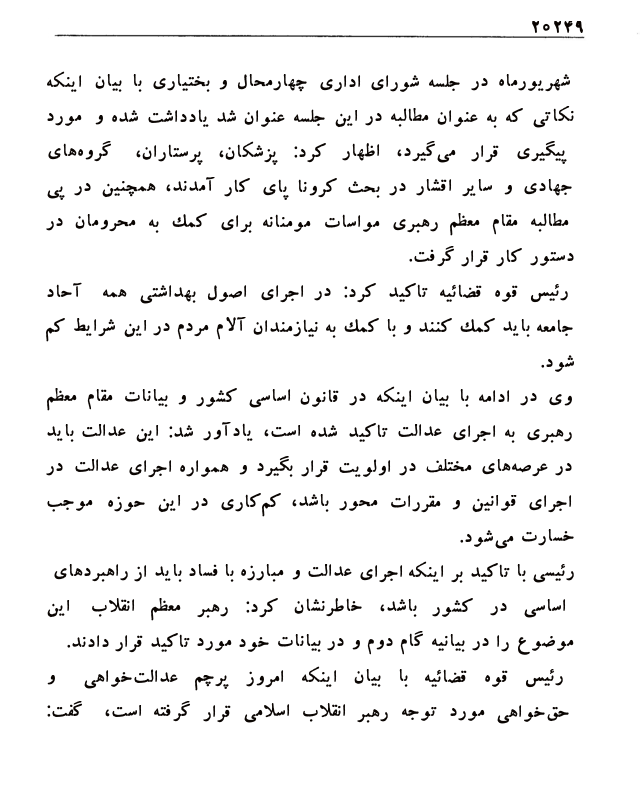 ۲۰۲۴۹
شهریورماه در جلسه شورای اداری چهارمحال و بختیاری با بیان اینکه
نکاتی که به عنوان مطالبه در این جلسه عنوان شد یادداشت شده و مورد
پیگیری قرار می‌گیرد، اظهار کرد: پزشکان، پرستاران، گروه‌های
جهادی و سایر اقشار در بحث کرونا پای کار آمدند، همچنین در پی
مطالبه مقام معظم رهبری مواسات مومنانه برای کمك به محرومان در
دستور کار قرار گرفت.
رئیس قوه قضائیه تاکید کرد: در اجرای اصول بهداشتی همه آحاد
جامعه باید کمك کنند و با کمك به نیازمندان آلام مردم در این شرایط کم
شود.
وی در ادامه با بیان اینکه در قانون اساسی کشور و بیانات مقام معظم
رهبری به اجرای عدالت تاکید شده است، یادآور شد: این عدالت باید
در عرصه‌های مختلف در اولویت قرار بگیرد و همواره اجرای عدالت در
اجرای قوانین و مقررات محور باشد، کم‌کاری در این حوزه موجب
خسارت می‌شود.
رئیسی با تاکید بر اینکه اجرای عدالت و مبارزه با فساد باید از راهبردهای
اساسی در کشور باشد، خاطرنشان کرد: رهبر معظم انقلاب این
موضوع را در بیانیه گام دوم و در بیانات خود مورد تاکید قرار دادند.
رئیس قوه قضائیه با بیان اینکه امروز پرچم عدالت‌خواهی و
حق‌خواهی مورد توجه رهبر انقلاب اسلامی قرار گرفته است، گفت: